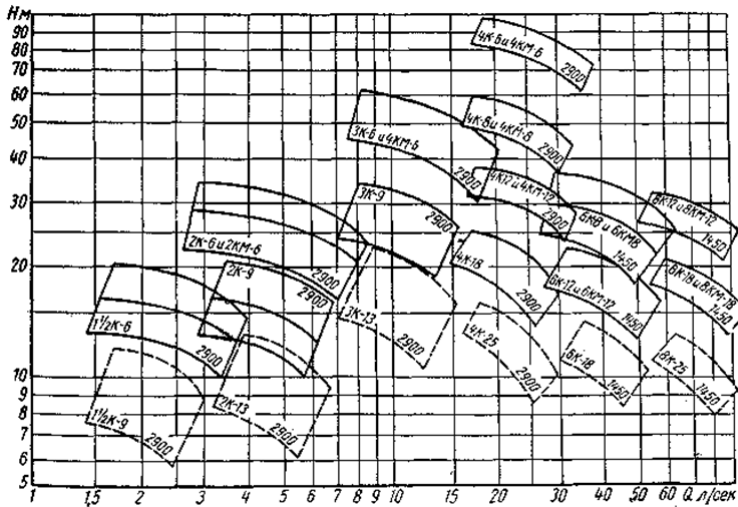 Нм
90
80
70
60
50
40
30
20
10
9
8
7
6
5
4К-6 и 4КМ-6
2900
3К-6 и 4КМ-6
2900
4К-8 и 4КМ-8
2900
4К12 и 4КМ-12
2900
8К-12 и 8КМ-12
1450
6К8 и 6КМ8
1450
3К-9
2900
2К-6 и 2КМ-6
2900
4К-18
2900
6К-12 и 6КМ-12
1450
8К-18 и 8КМ-18
1450
2К-9
2900
1½К-6
2900
3К-13
2900
4К-25
2900
6К-18
1450
8К-25
1450
1½К-9
2900
2К-13
2900
1 1,5 2 3 4 5 6 7 8 9 10 15 20 30 40 50 60 Q л/сек